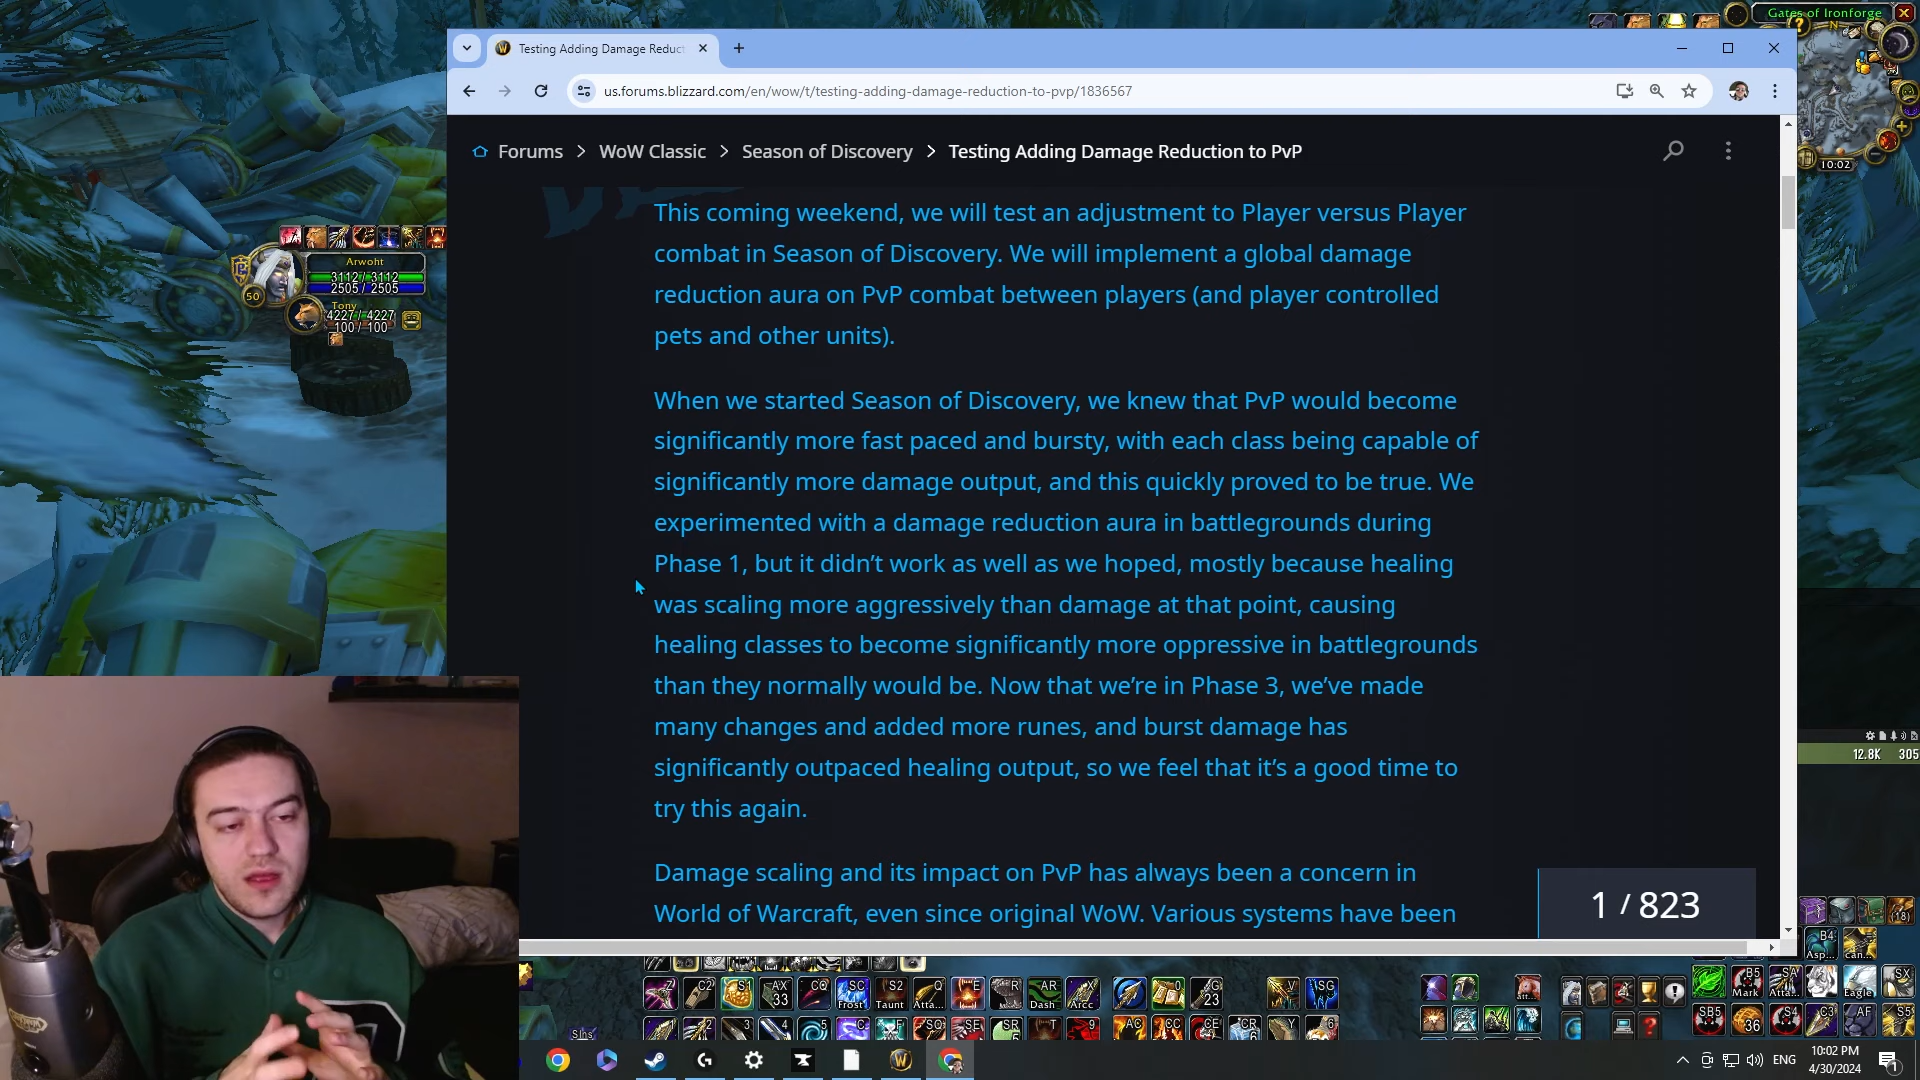 Gates of Ironforge
Testing Adding Damage Reduct
us.forums.blizzard.com/en/wow/t/testing-adding-damage-reduction-to-pvp/1836567
Forums > WoW Classic > Season of Discovery > Testing Adding Damage Reduction to PvP
10:02
This coming weekend, we will test an adjustment to Player versus Player
combat in Season of Discovery. We will implement a global damage
reduction aura on PvP combat between players (and player controlled
pets and other units).
Arwoht
3112 / 3112
2505 / 2505
50
Tony
4227 / 4227
100 / 100
When we started Season of Discovery, we knew that PvP would become
significantly more fast paced and bursty, with each class being capable of
significantly more damage output, and this quickly proved to be true. We
experimented with a damage reduction aura in battlegrounds during
Phase 1, but it didn’t work as well as we hoped, mostly because healing
was scaling more aggressively than damage at that point, causing
healing classes to become significantly more oppressive in battlegrounds
than they normally would be. Now that we’re in Phase 3, we’ve made
many changes and added more runes, and burst damage has
significantly outpaced healing output, so we feel that it’s a good time to
try this again.
12.8K 305
Damage scaling and its impact on PvP has always been a concern in
World of Warcraft, even since original WoW. Various systems have been
1 / 823
ENG
10:02 PM
4/30/2024